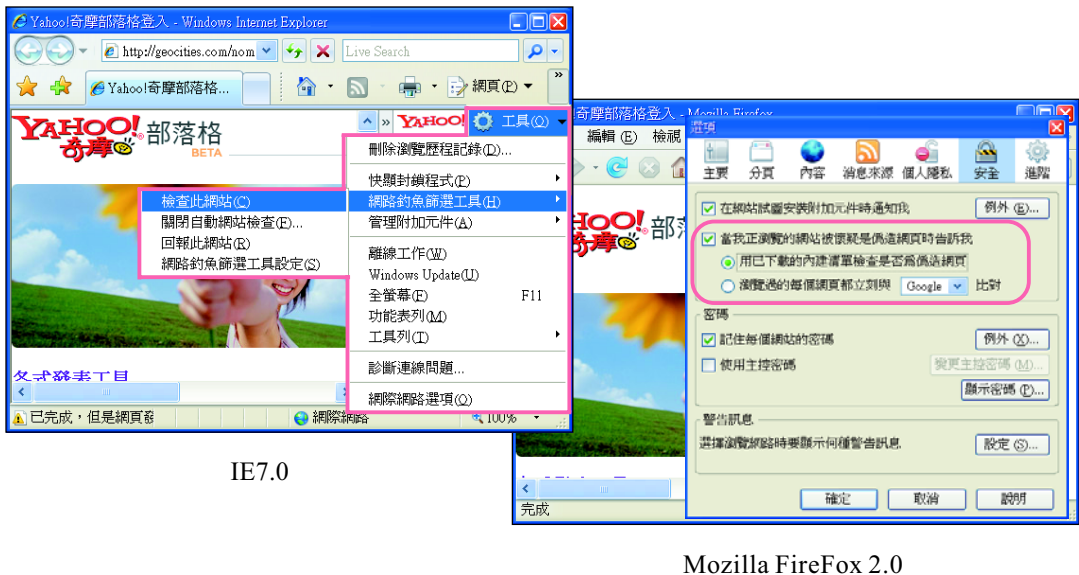 Yahoo!奇摩部落格登入 - Windows Internet Explorer
http://geocities.com/nom
Live Search
Yahoo!奇摩部落格...
網頁(P)
»
YAHOO!奇摩 部落格
BETA
» YAHOO!
工具(O)
刪除瀏覽歷程記錄(D)...
快顯封鎖程式(P)
網路釣魚篩選工具(H)
管理附加元件(A)
離線工作(W)
Windows Update(U)
全螢幕(F) F11
功能表列(M)
工具列(T)
診斷連線問題...
網際網路選項(O)
檢查此網站(C)
關閉自動網站檢查(F)...
回報此網站(R)
網路釣魚篩選工具設定(S)
各式發表工具
已完成，但是網頁發
網際網路
100%
IE7.0
奇摩部落格登入 - Mozilla Firefox
編輯(E) 檢視
選項
主要 分頁 內容 消息來源 個人隱私 安全 進階
在網站試圖安裝附加元件時通知我
例外(E)...
當我正瀏覽的網站被懷疑是偽造網頁時告訴我
用已下載的內建清單檢查是否為偽造網頁
瀏覽過的每個網頁都立刻與 Google 比對
密碼
記住每個網站的密碼
例外(X)...
使用主控密碼
變更主控密碼(M)...
顯示密碼(P)...
警告訊息
選擇瀏覽網路時要顯示何種警告訊息
設定(S)...
確定 取消 說明
完成
Mozilla FireFox 2.0